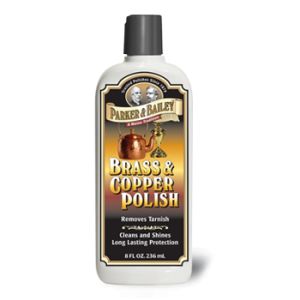 PARKER & BAILEY
BRASS &
COPPER
POLISH
Removes Tarnish
Cleans and Shines
Long Lasting Protection
8 FL. OZ. 236 mL